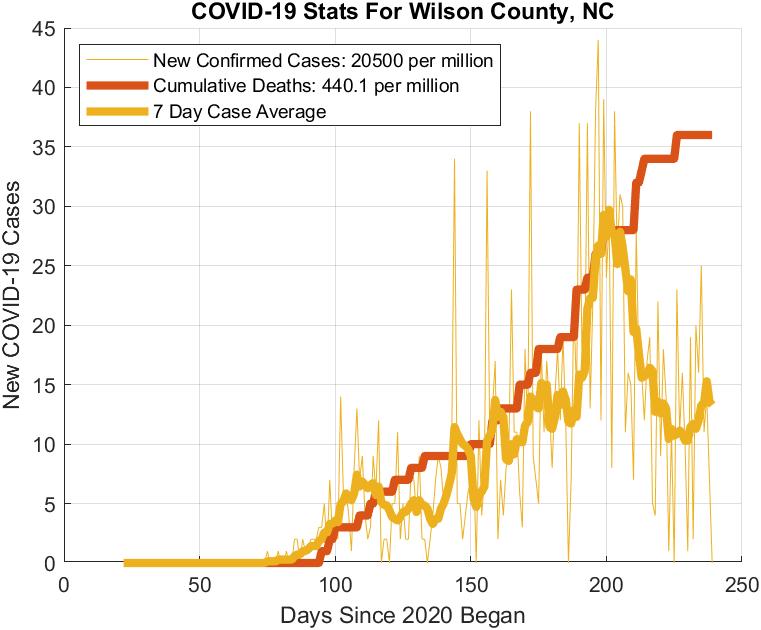 COVID-19 Stats For Wilson County, NC
New Confirmed Cases: 20500 per million
Cumulative Deaths: 440.1 per million
7 Day Case Average
New COVID-19 Cases
45
40
35
30
25
20
15
10
5
0
0 50 100 150 200 250
Days Since 2020 Began